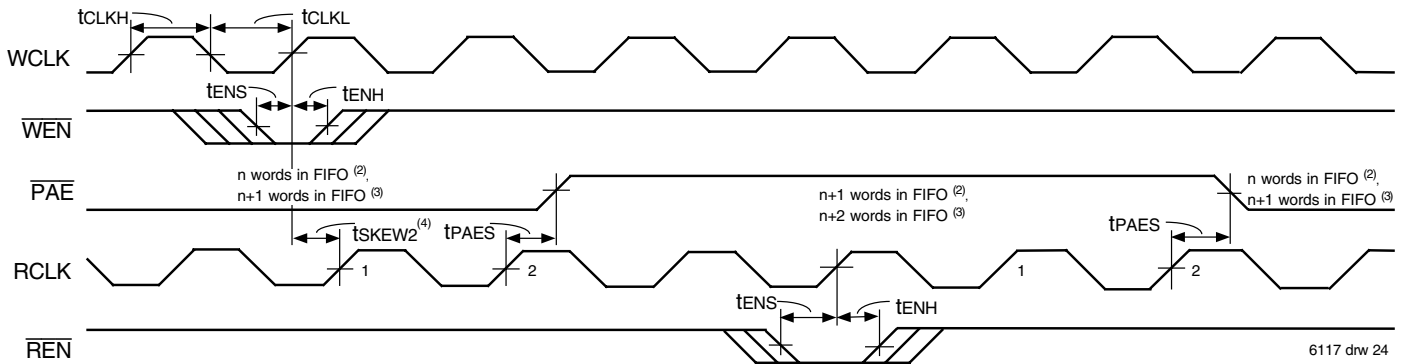 tCLKH tCLKL
WCLK
tENS tENH
WEN
n words in FIFO (2),
n+1 words in FIFO (3)
PAE
n+1 words in FIFO (2),
n+2 words in FIFO (3)
n words in FIFO (2),
n+1 words in FIFO (3)
tSKEW2(4) tPAES tPAES
RCLK 1 2 1 2
tENS tENH
REN
6117 drw 24